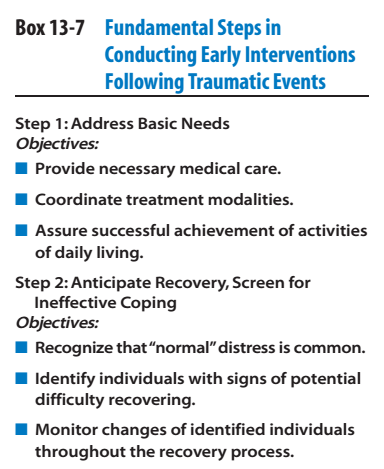 Box 13-7 Fundamental Steps in
Conducting Early Interventions
Following Traumatic Events
Step 1: Address Basic Needs
Objectives:
■ Provide necessary medical care.
■ Coordinate treatment modalities.
■ Assure successful achievement of activities
of daily living.
Step 2: Anticipate Recovery, Screen for
Ineffective Coping
Objectives:
■ Recognize that “normal” distress is common.
■ Identify individuals with signs of potential
difficulty recovering.
■ Monitor changes of identified individuals
throughout the recovery process.